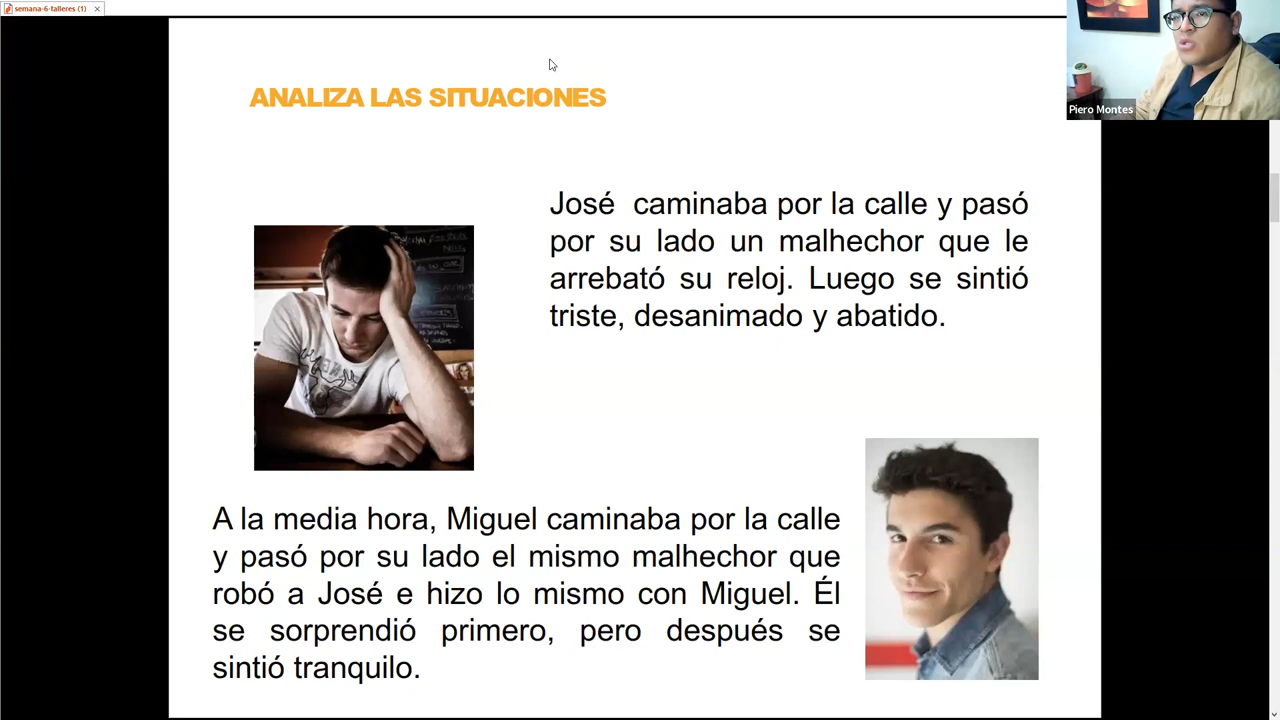 semana-6-talleres (1)
Piero Montes
ANALIZA LAS SITUACIONES
José caminaba por la calle y pasó
por su lado un malhechor que le
arrebató su reloj. Luego se sintió
triste, desanimado y abatido.
A la media hora, Miguel caminaba por la calle
y pasó por su lado el mismo malhechor que
robó a José e hizo lo mismo con Miguel. Él
se sorprendió primero, pero después se
sintió tranquilo.